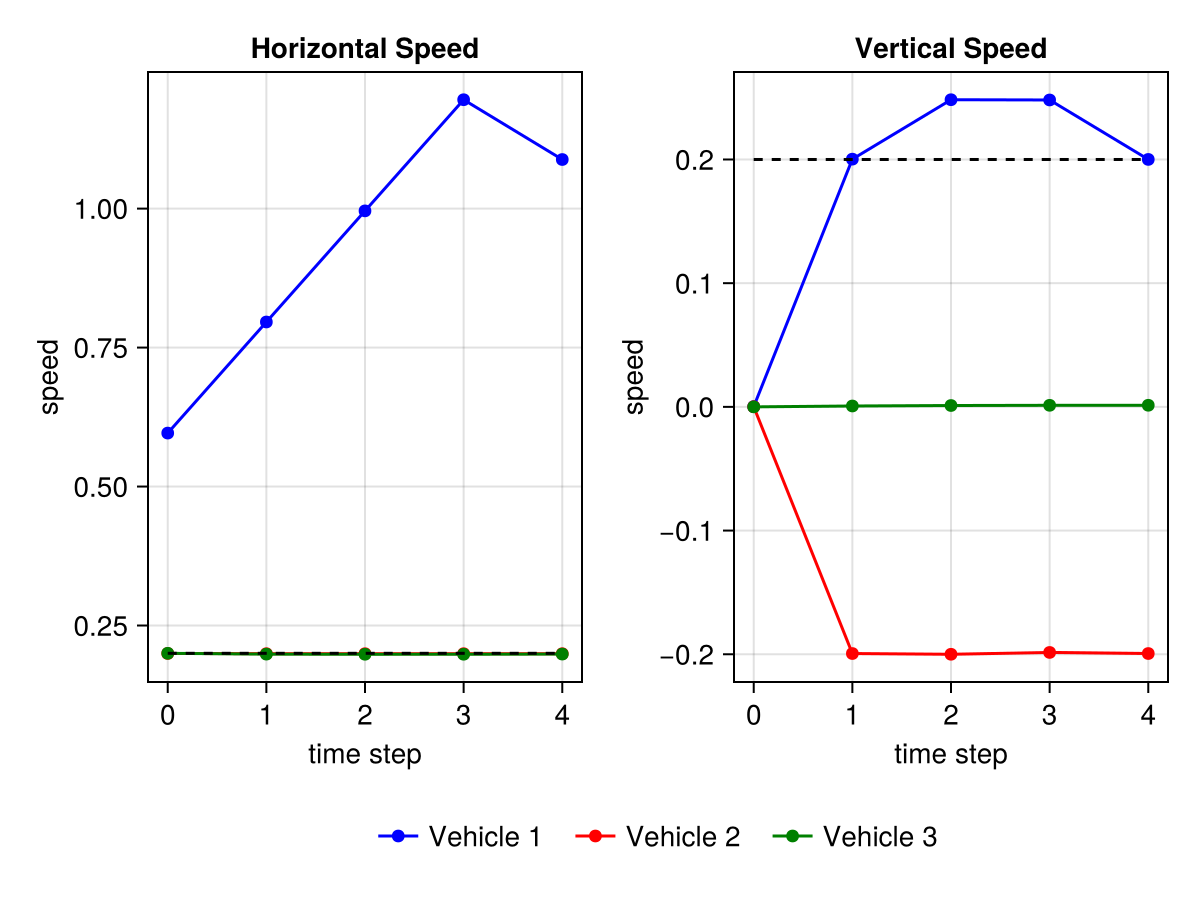 Horizontal Speed
speed
1.00
0.75
0.50
0.25
0 1 2 3 4
time step
Vertical Speed
speed
0.2
0.1
0.0
−0.1
−0.2
0 1 2 3 4
time step
Vehicle 1 Vehicle 2 Vehicle 3